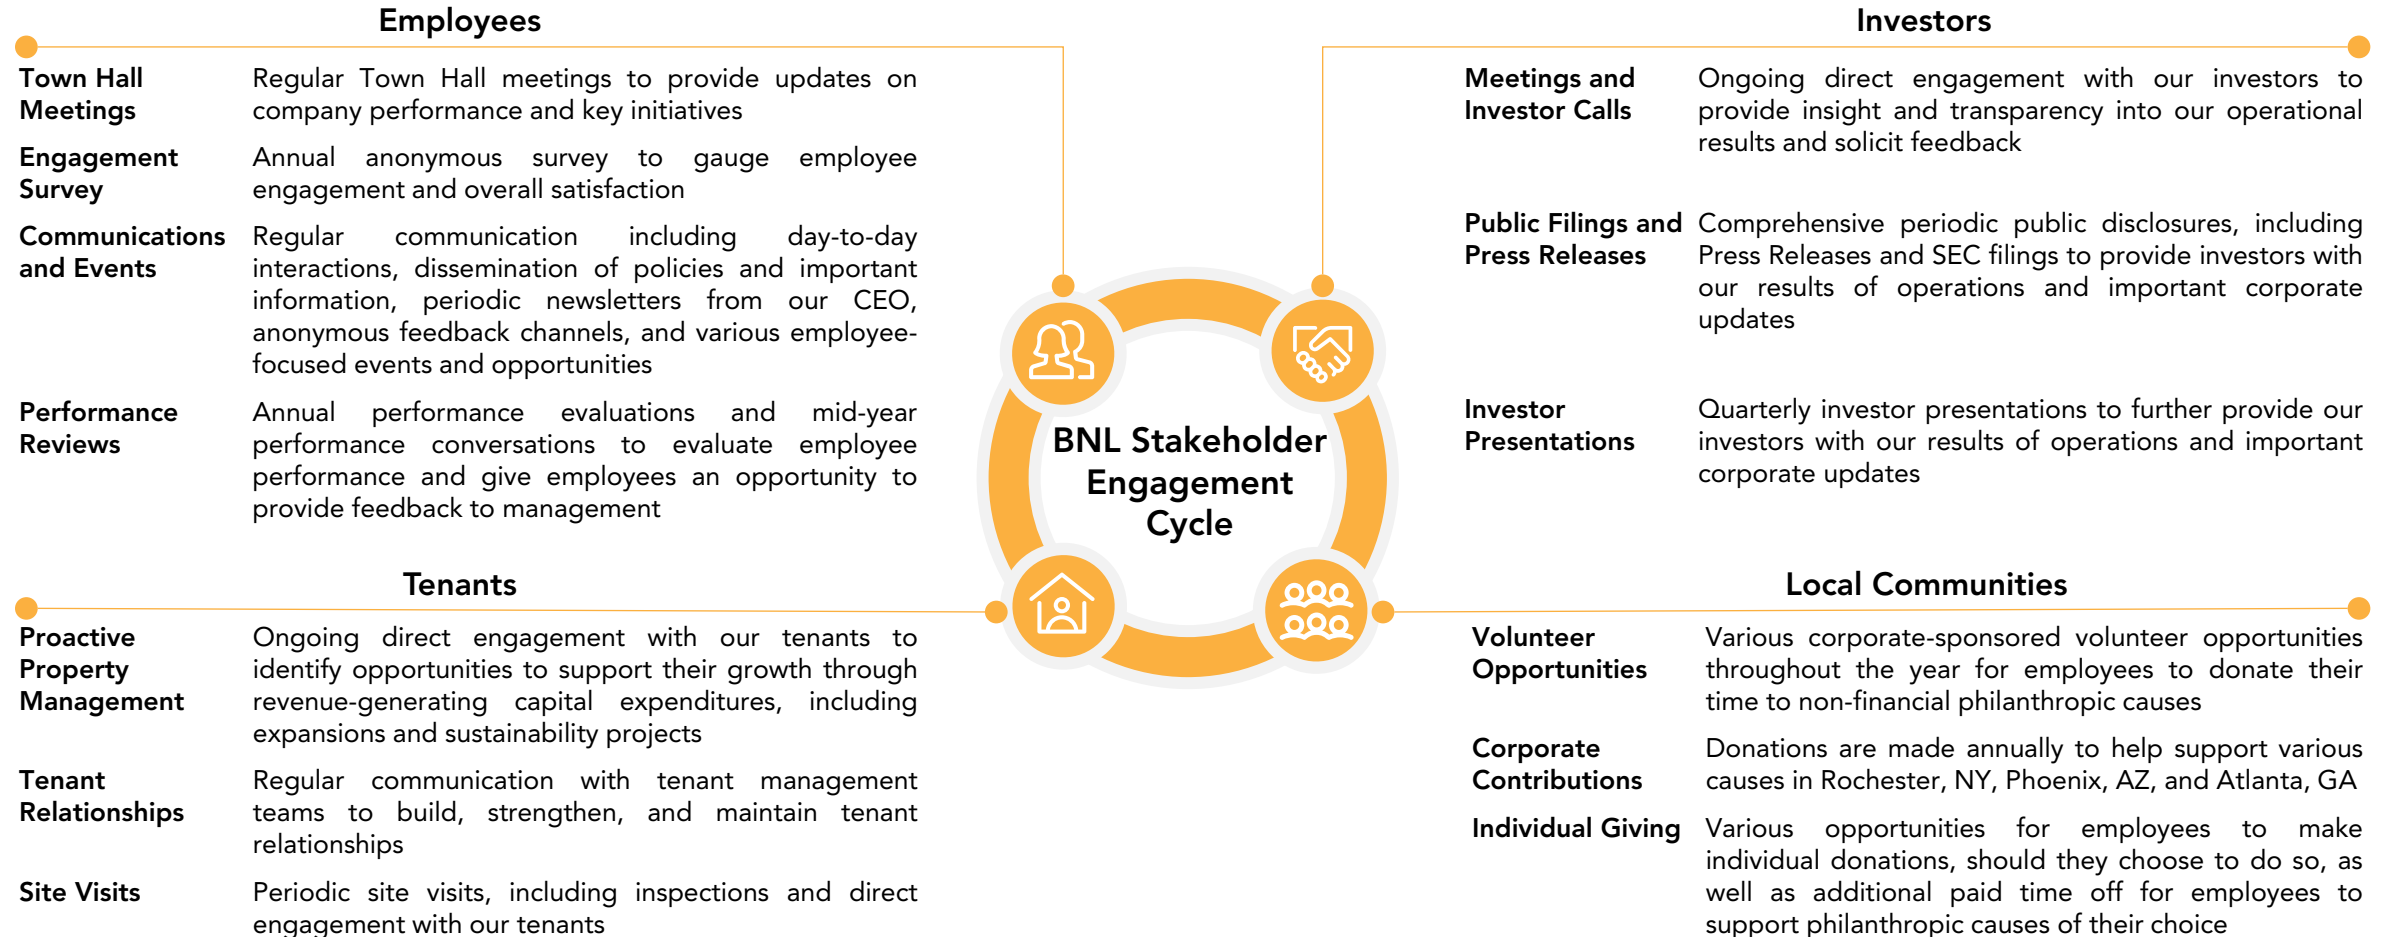 Employees
Town Hall
Meetings
Regular Town Hall meetings to provide updates on
company performance and key initiatives
Engagement
Survey
Annual anonymous survey to gauge employee
engagement and overall satisfaction
Communications
and Events
Regular communication including day-to-day
interactions, dissemination of policies and important
information, periodic newsletters from our CEO,
anonymous feedback channels, and various employee-
focused events and opportunities
Performance
Reviews
Annual performance evaluations and mid-year
performance conversations to evaluate employee
performance and give employees an opportunity to
provide feedback to management
Investors
Meetings and
Investor Calls
Ongoing direct engagement with our investors to
provide insight and transparency into our operational
results and solicit feedback
Public Filings and
Press Releases
Comprehensive periodic public disclosures, including
Press Releases and SEC filings to provide investors with
our results of operations and important corporate
updates
Investor
Presentations
Quarterly investor presentations to further provide our
investors with our results of operations and important
corporate updates
BNL Stakeholder
Engagement
Cycle
Tenants
Proactive
Property
Management
Ongoing direct engagement with our tenants to
identify opportunities to support their growth through
revenue-generating capital expenditures, including
expansions and sustainability projects
Tenant
Relationships
Regular communication with tenant management
teams to build, strengthen, and maintain tenant
relationships
Site Visits
Periodic site visits, including inspections and direct
engagement with our tenants
Local Communities
Volunteer
Opportunities
Various corporate-sponsored volunteer opportunities
throughout the year for employees to donate their
time to non-financial philanthropic causes
Corporate
Contributions
Donations are made annually to help support various
causes in Rochester, NY, Phoenix, AZ, and Atlanta, GA
Individual Giving
Various opportunities for employees to make
individual donations, should they choose to do so, as
well as additional paid time off for employees to
support philanthropic causes of their choice